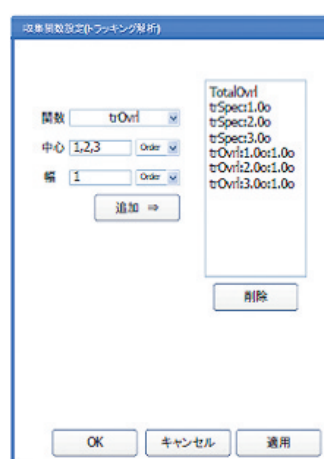 収集関数設定(トラッキング解析)
関数 trOvrl
中心 1,2,3 Order
幅 1 Order
追加 ⇒
TotalOvrl
trSpec:1.0o
trSpec:2.0o
trSpec:3.0o
trOvrl:1.0o:1.0o
trOvrl:2.0o:1.0o
trOvrl:3.0o:1.0o
削除
OK キャンセル 適用